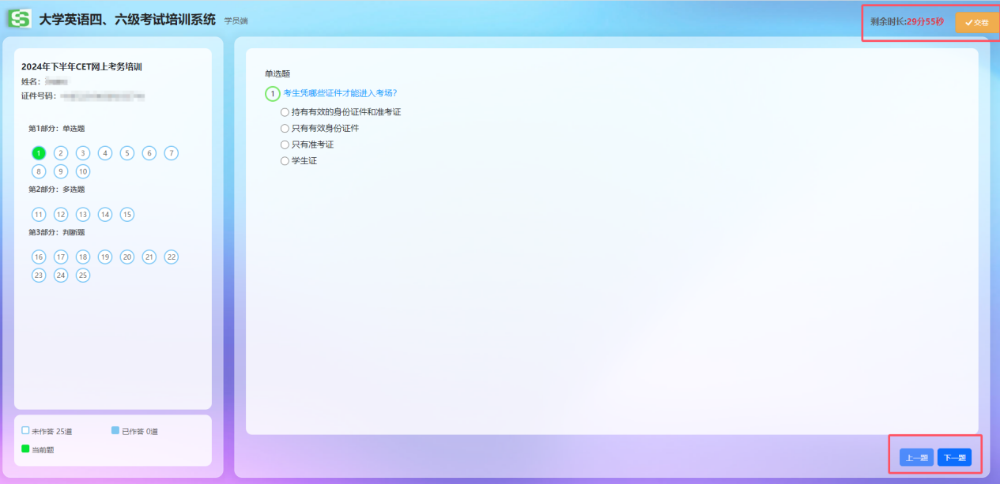 大学英语四、六级考试培训系统 学员端
剩余时长:29分55秒
交卷
2024年下半年CET网上考务培训
姓名:
证件号码:
第1部分：单选题
1 2 3 4 5 6 7
8 9 10
第2部分：多选题
11 12 13 14 15
第3部分：判断题
16 17 18 19 20 21 22
23 24 25
未作答 25道 已作答 0道
当前题
单选题
1 考生凭哪些证件才能进入考场?
持有有效的身份证件和准考证
只有有效身份证件
只有准考证
学生证
上一题 下一题